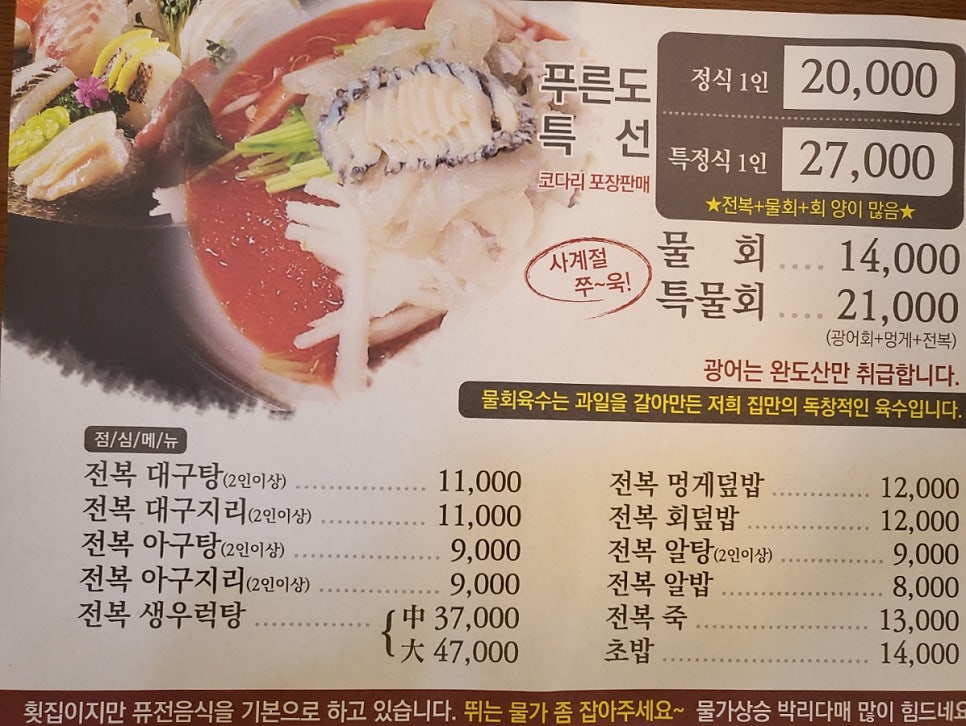 푸른도
특 선
코다리 포장판매
정식 1인 20,000
특정식 1인 27,000
★전복+물회+회 양이 많음★
사계절
쭈~욱!
물 회 .... 14,000
특물회 .... 21,000
(광어회+멍게+전복)
광어는 완도산만 취급합니다.
물회육수는 과일을 갈아만든 저희 집만의 독창적인 육수입니다.
점/심/메/뉴
전복 대구탕(2인이상) 11,000
전복 대구지리(2인이상) 11,000
전복 아구탕(2인이상) 9,000
전복 아구지리(2인이상) 9,000
전복 생우럭탕 { 中 37,000
大 47,000
전복 멍게덮밥 12,000
전복 회덮밥 12,000
전복 알탕(2인이상) 9,000
전복 알밥 8,000
전복 죽 13,000
초밥 14,000
횟집이지만 퓨전음식을 기본으로 하고 있습니다. 뛰는 물가 좀 잡아주세요~ 물가상승 박리다매 많이 힘드네요